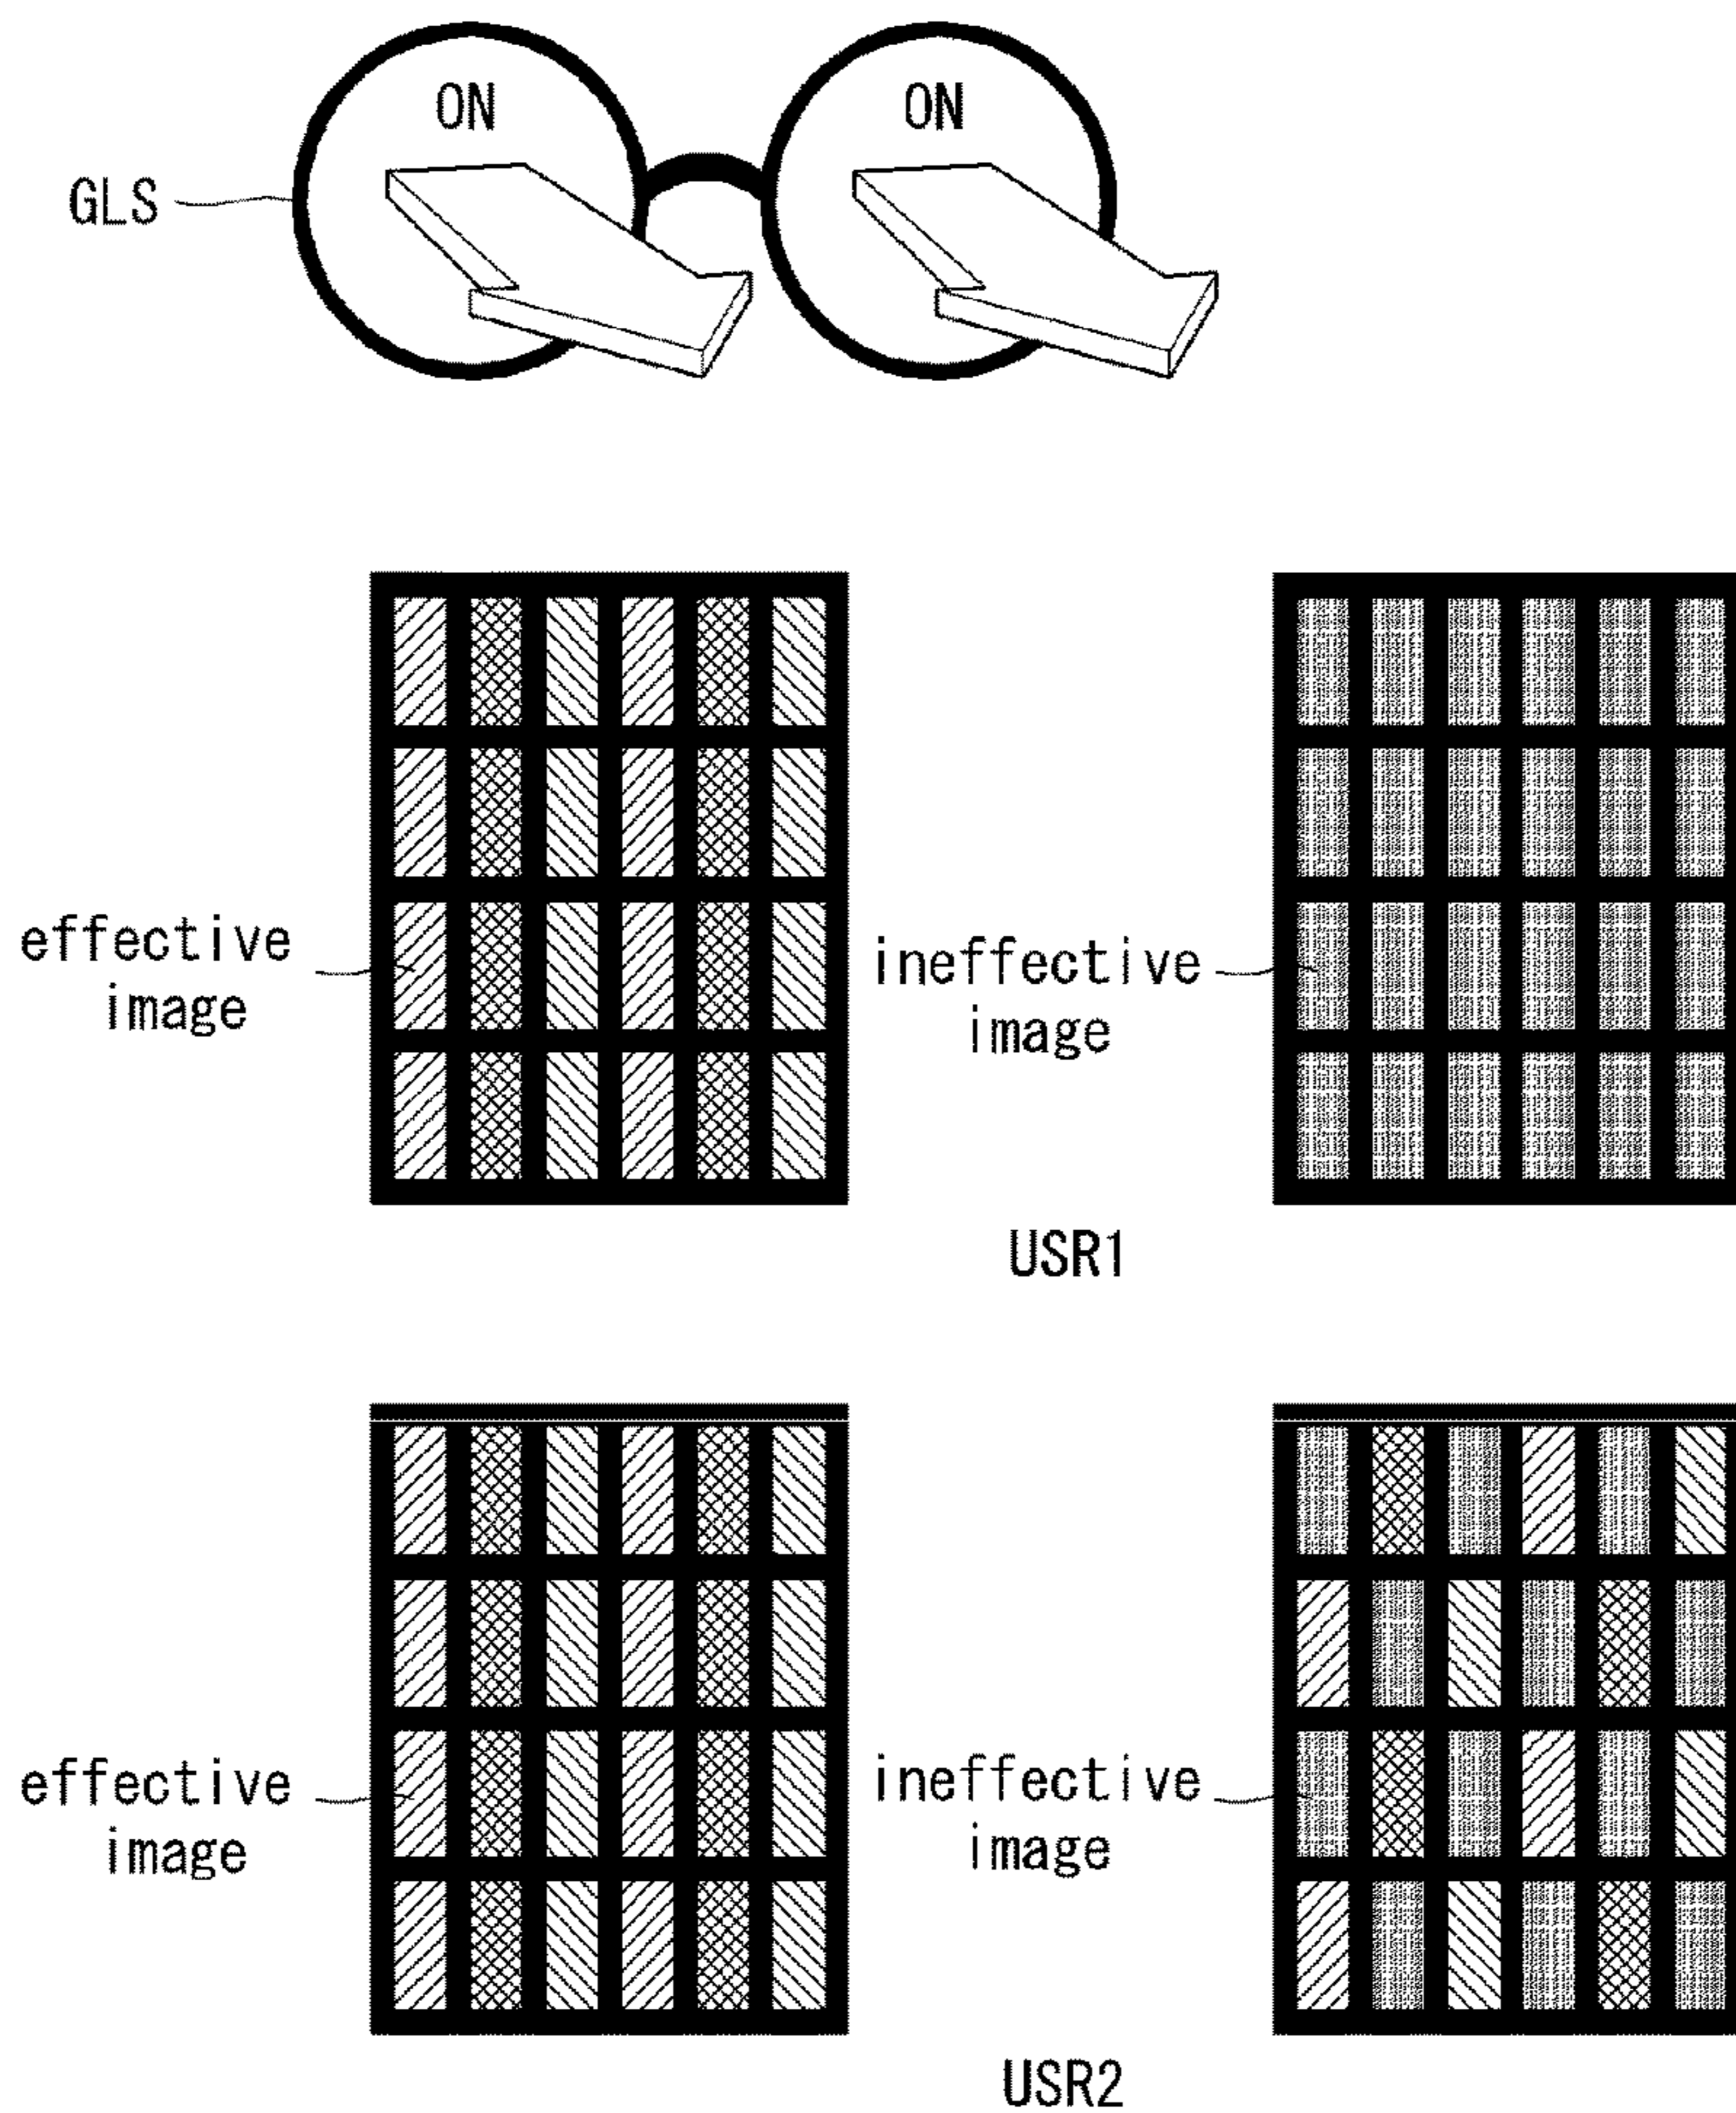 ON
ON
GLS
effective
image
ineffective
image
USR1
effective
image
ineffective
image
USR2